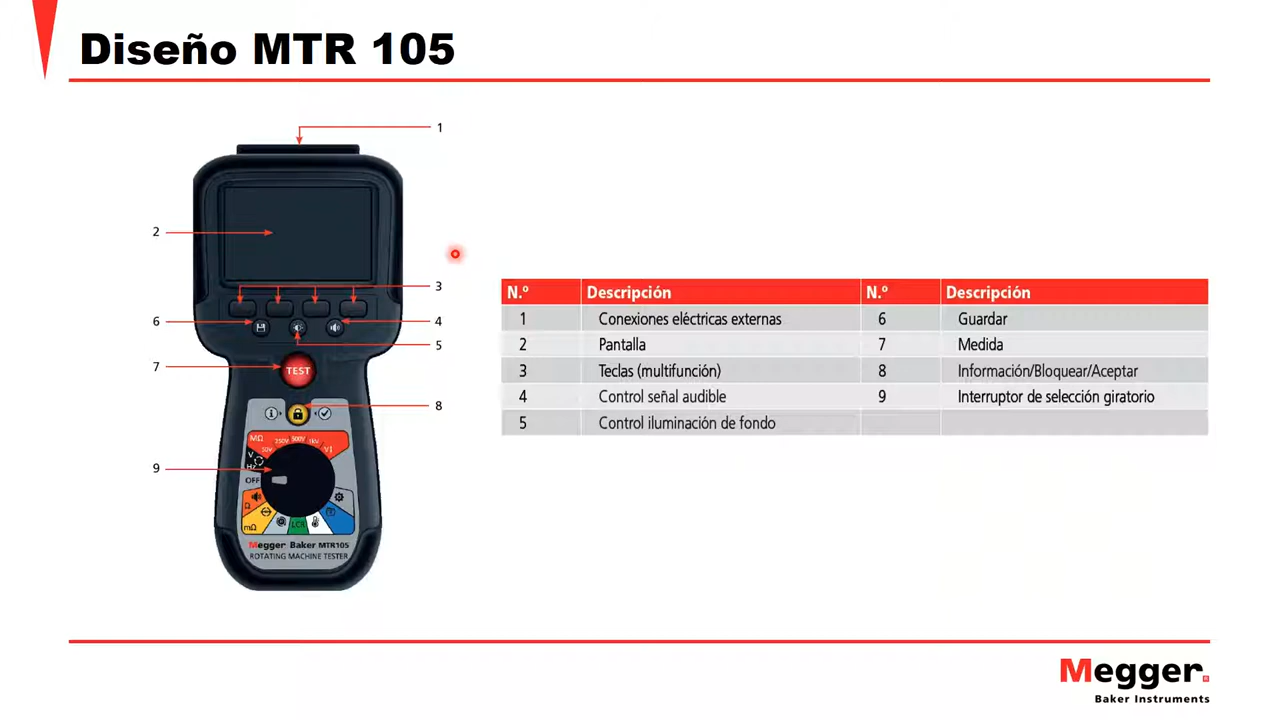 Diseño MTR 105
1
2
3
6
4
5
7
TEST
8
MΩ
50V
250V
500V
1kV
V
Hz
9
OFF
Ω
mΩ
LCR
Megger Baker MTR105
ROTATING MACHINE TESTER
N.º Descripción N.º Descripción
1 Conexiones eléctricas externas 6 Guardar
2 Pantalla 7 Medida
3 Teclas (multifunción) 8 Información/Bloquear/Aceptar
4 Control señal audible 9 Interruptor de selección giratorio
5 Control iluminación de fondo
Megger®
Baker Instruments